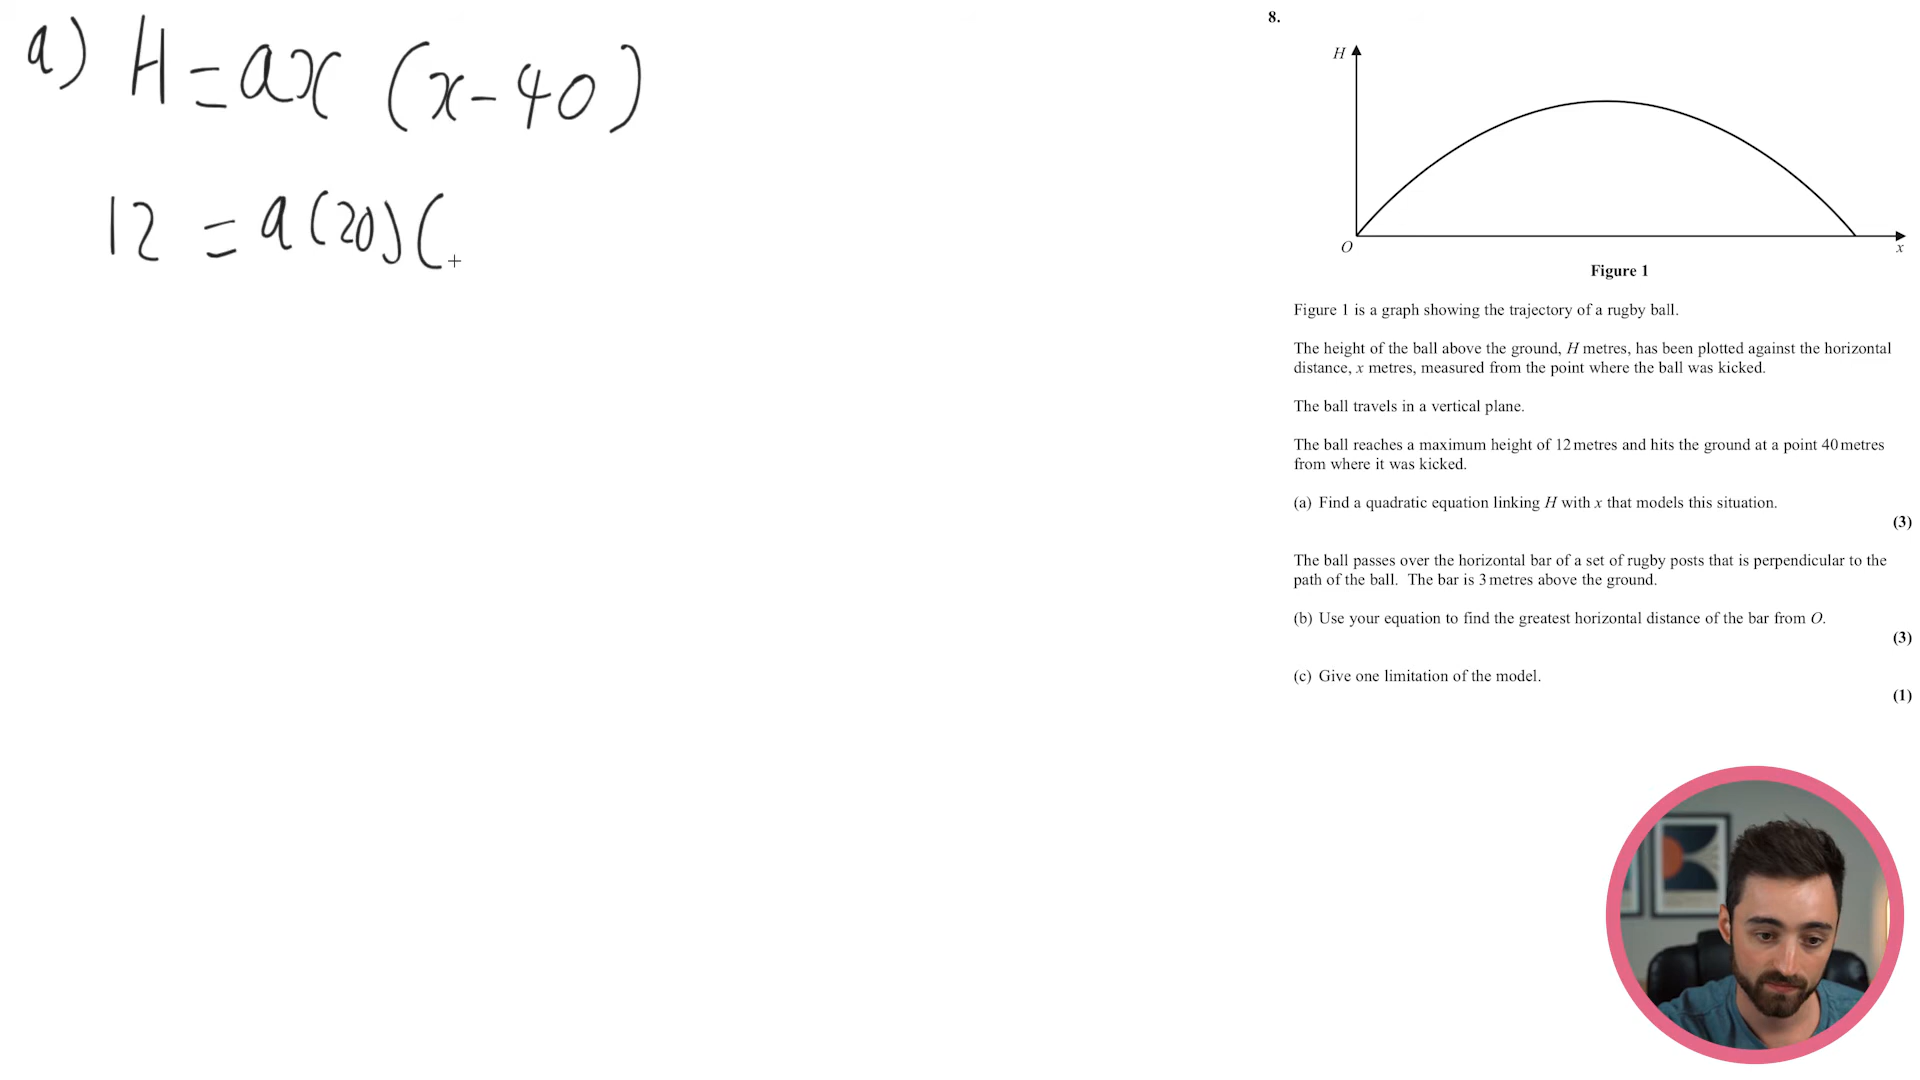 a) H = ax (x - 40)
12 = a(20)(
8.
H
O
x
Figure 1
Figure 1 is a graph showing the trajectory of a rugby ball.
The height of the ball above the ground, H metres, has been plotted against the horizontal
distance, x metres, measured from the point where the ball was kicked.
The ball travels in a vertical plane.
The ball reaches a maximum height of 12 metres and hits the ground at a point 40 metres
from where it was kicked.
(a) Find a quadratic equation linking H with x that models this situation.
(3)
The ball passes over the horizontal bar of a set of rugby posts that is perpendicular to the
path of the ball. The bar is 3 metres above the ground.
(b) Use your equation to find the greatest horizontal distance of the bar from O.
(3)
(c) Give one limitation of the model.
(1)